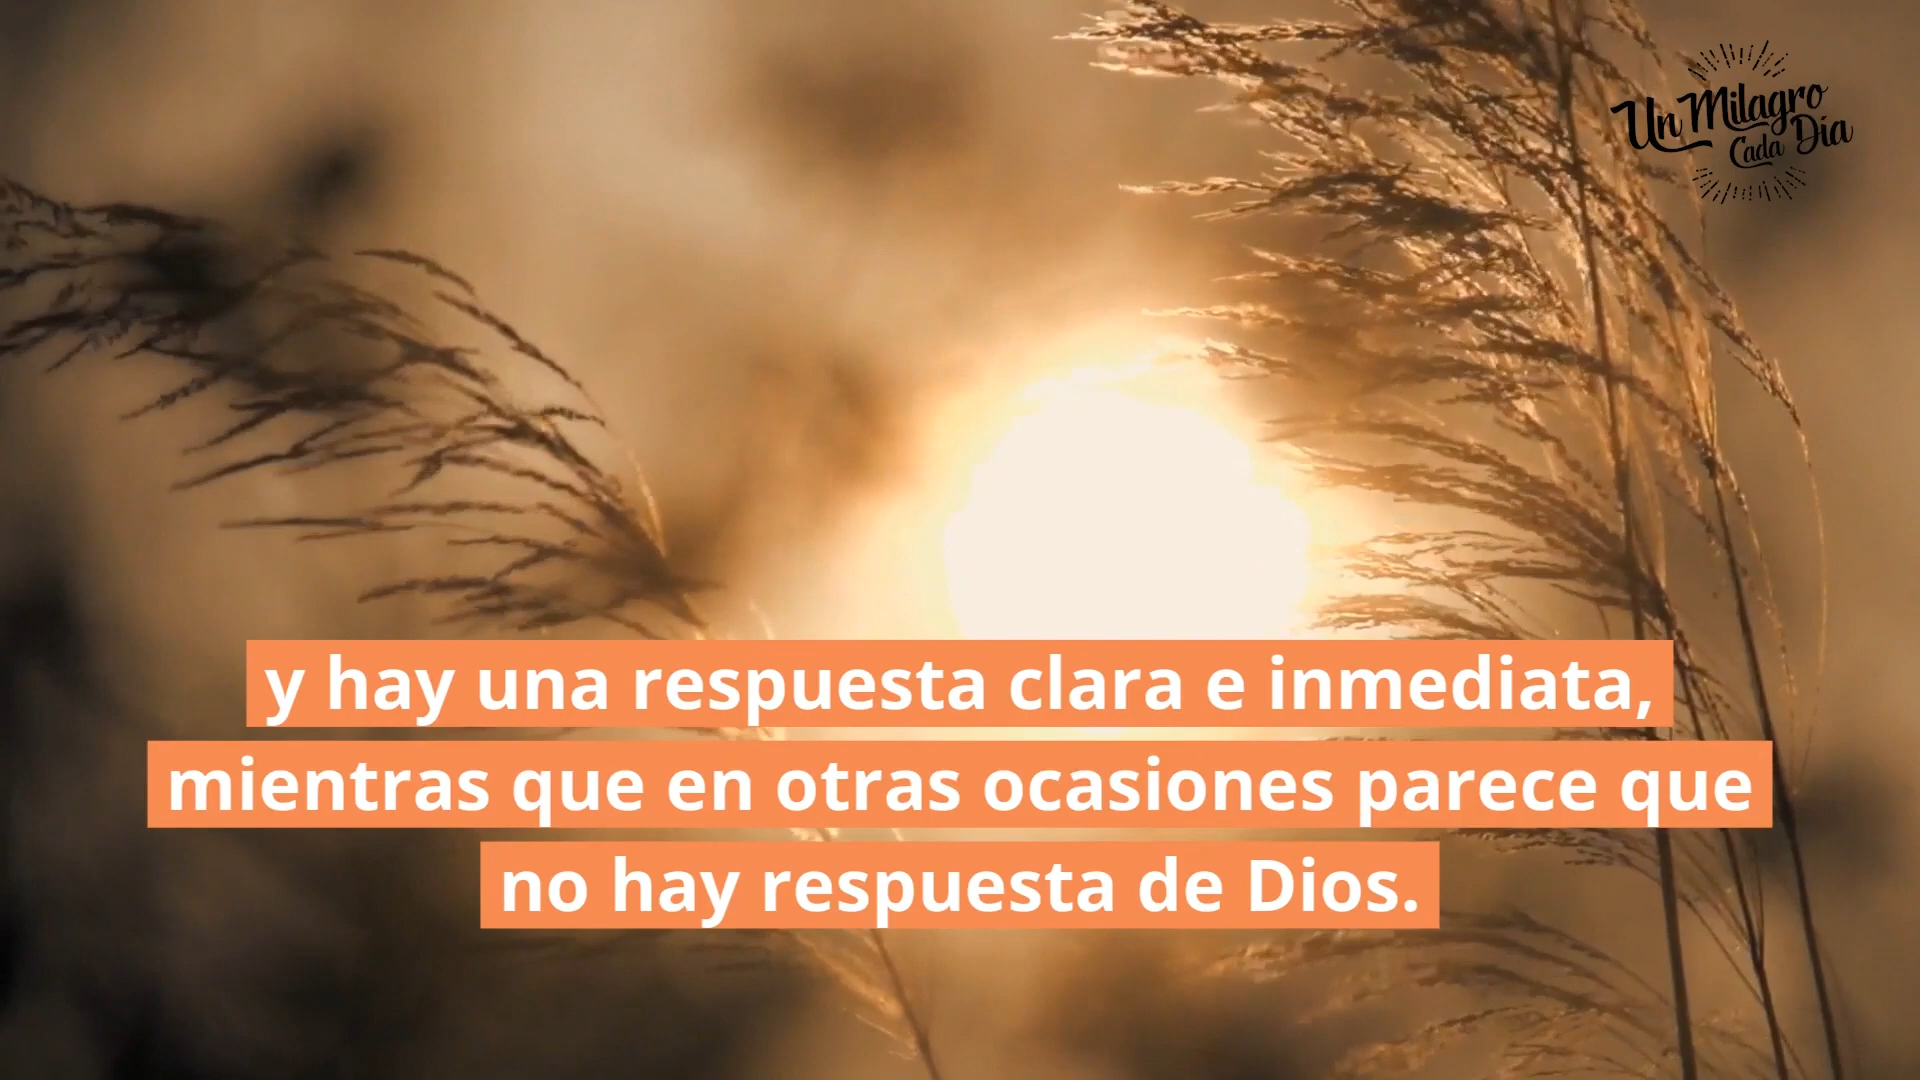 Un Milagro
Cada Día
y hay una respuesta clara e inmediata,
mientras que en otras ocasiones parece que
no hay respuesta de Dios.